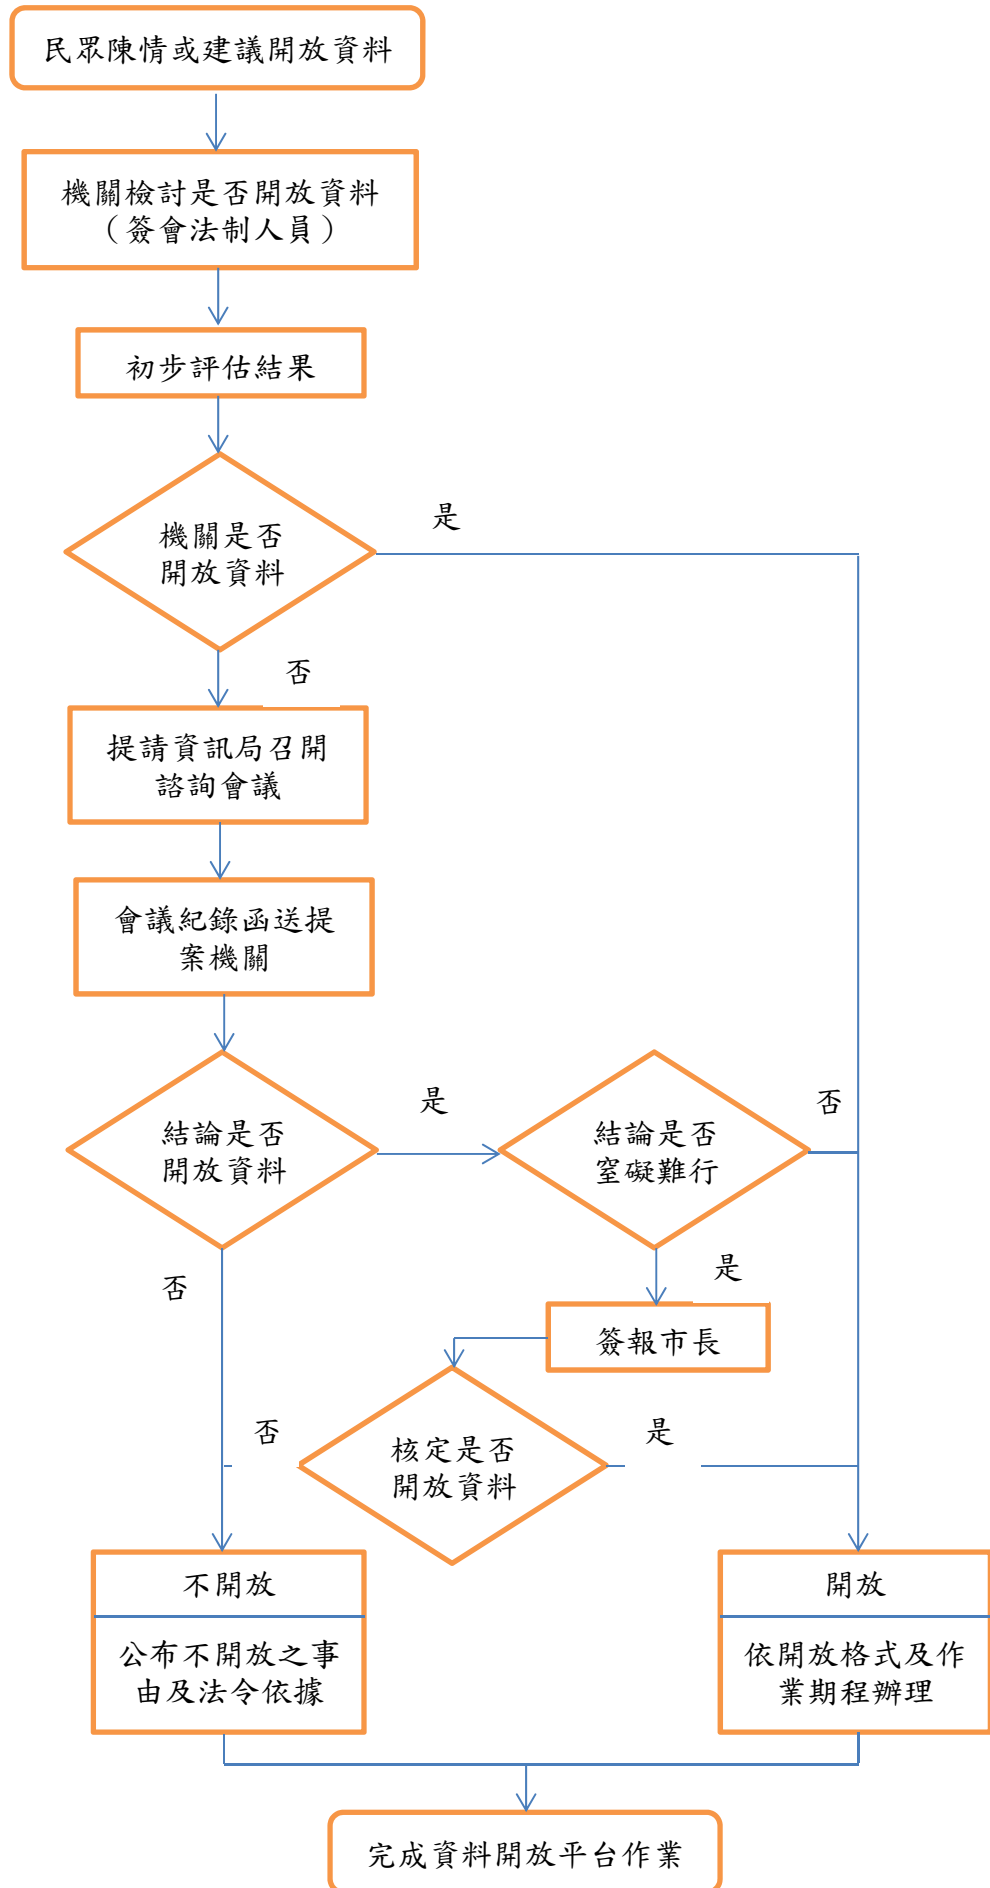 民眾陳情或建議開放資料
機關檢討是否開放資料
（簽會法制人員）
初步評估結果
機關是否
開放資料
是
否
提請資訊局召開
諮詢會議
會議紀錄函送提
案機關
結論是否
開放資料
是
結論是否
窒礙難行
否
否
是
簽報市長
否
核定是否
開放資料
是
不開放
公布不開放之事
由及法令依據
開放
依開放格式及作
業期程辦理
完成資料開放平台作業